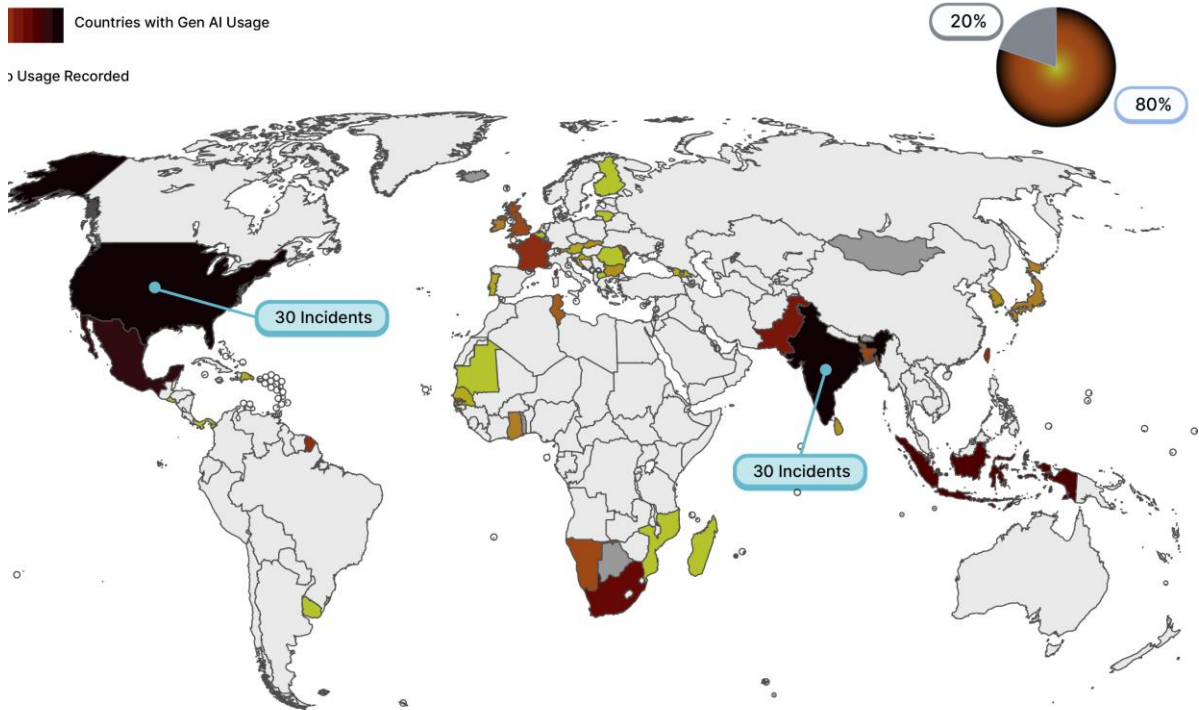 Countries with Gen AI Usage
20%
Usage Recorded
80%
30 Incidents
30 Incidents